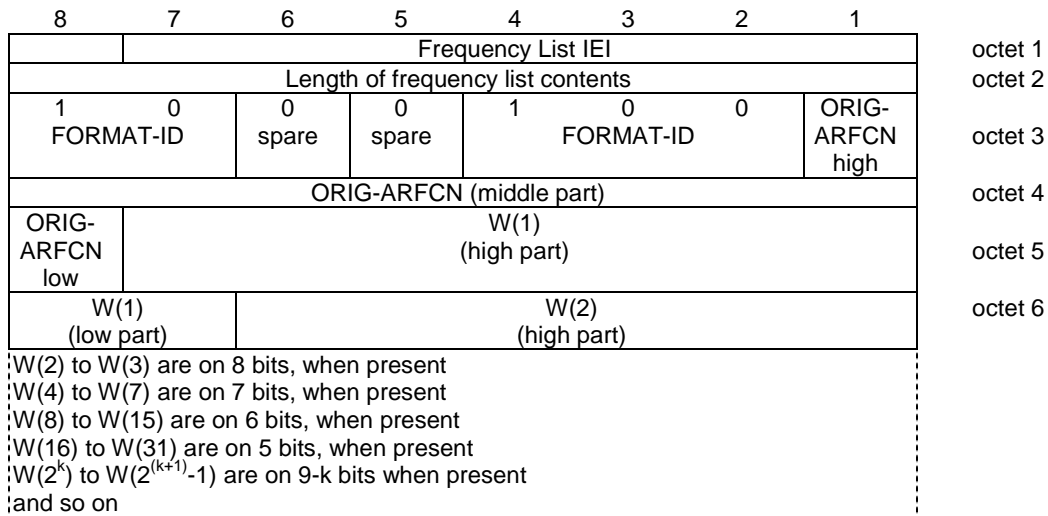 8 7 6 5 4 3 2 1
Frequency List IEI octet 1
Length of frequency list contents octet 2
1 0 0 0 1 0 0 ORIG-
FORMAT-ID spare spare FORMAT-ID ARFCN octet 3
high
ORIG-ARFCN (middle part) octet 4
ORIG- W(1)
ARFCN (high part) octet 5
low
W(1) W(2) octet 6
(low part) (high part)
W(2) to W(3) are on 8 bits, when present
W(4) to W(7) are on 7 bits, when present
W(8) to W(15) are on 6 bits, when present
W(16) to W(31) are on 5 bits, when present
W(2^k) to W(2^(k+1)-1) are on 9-k bits when present
and so on